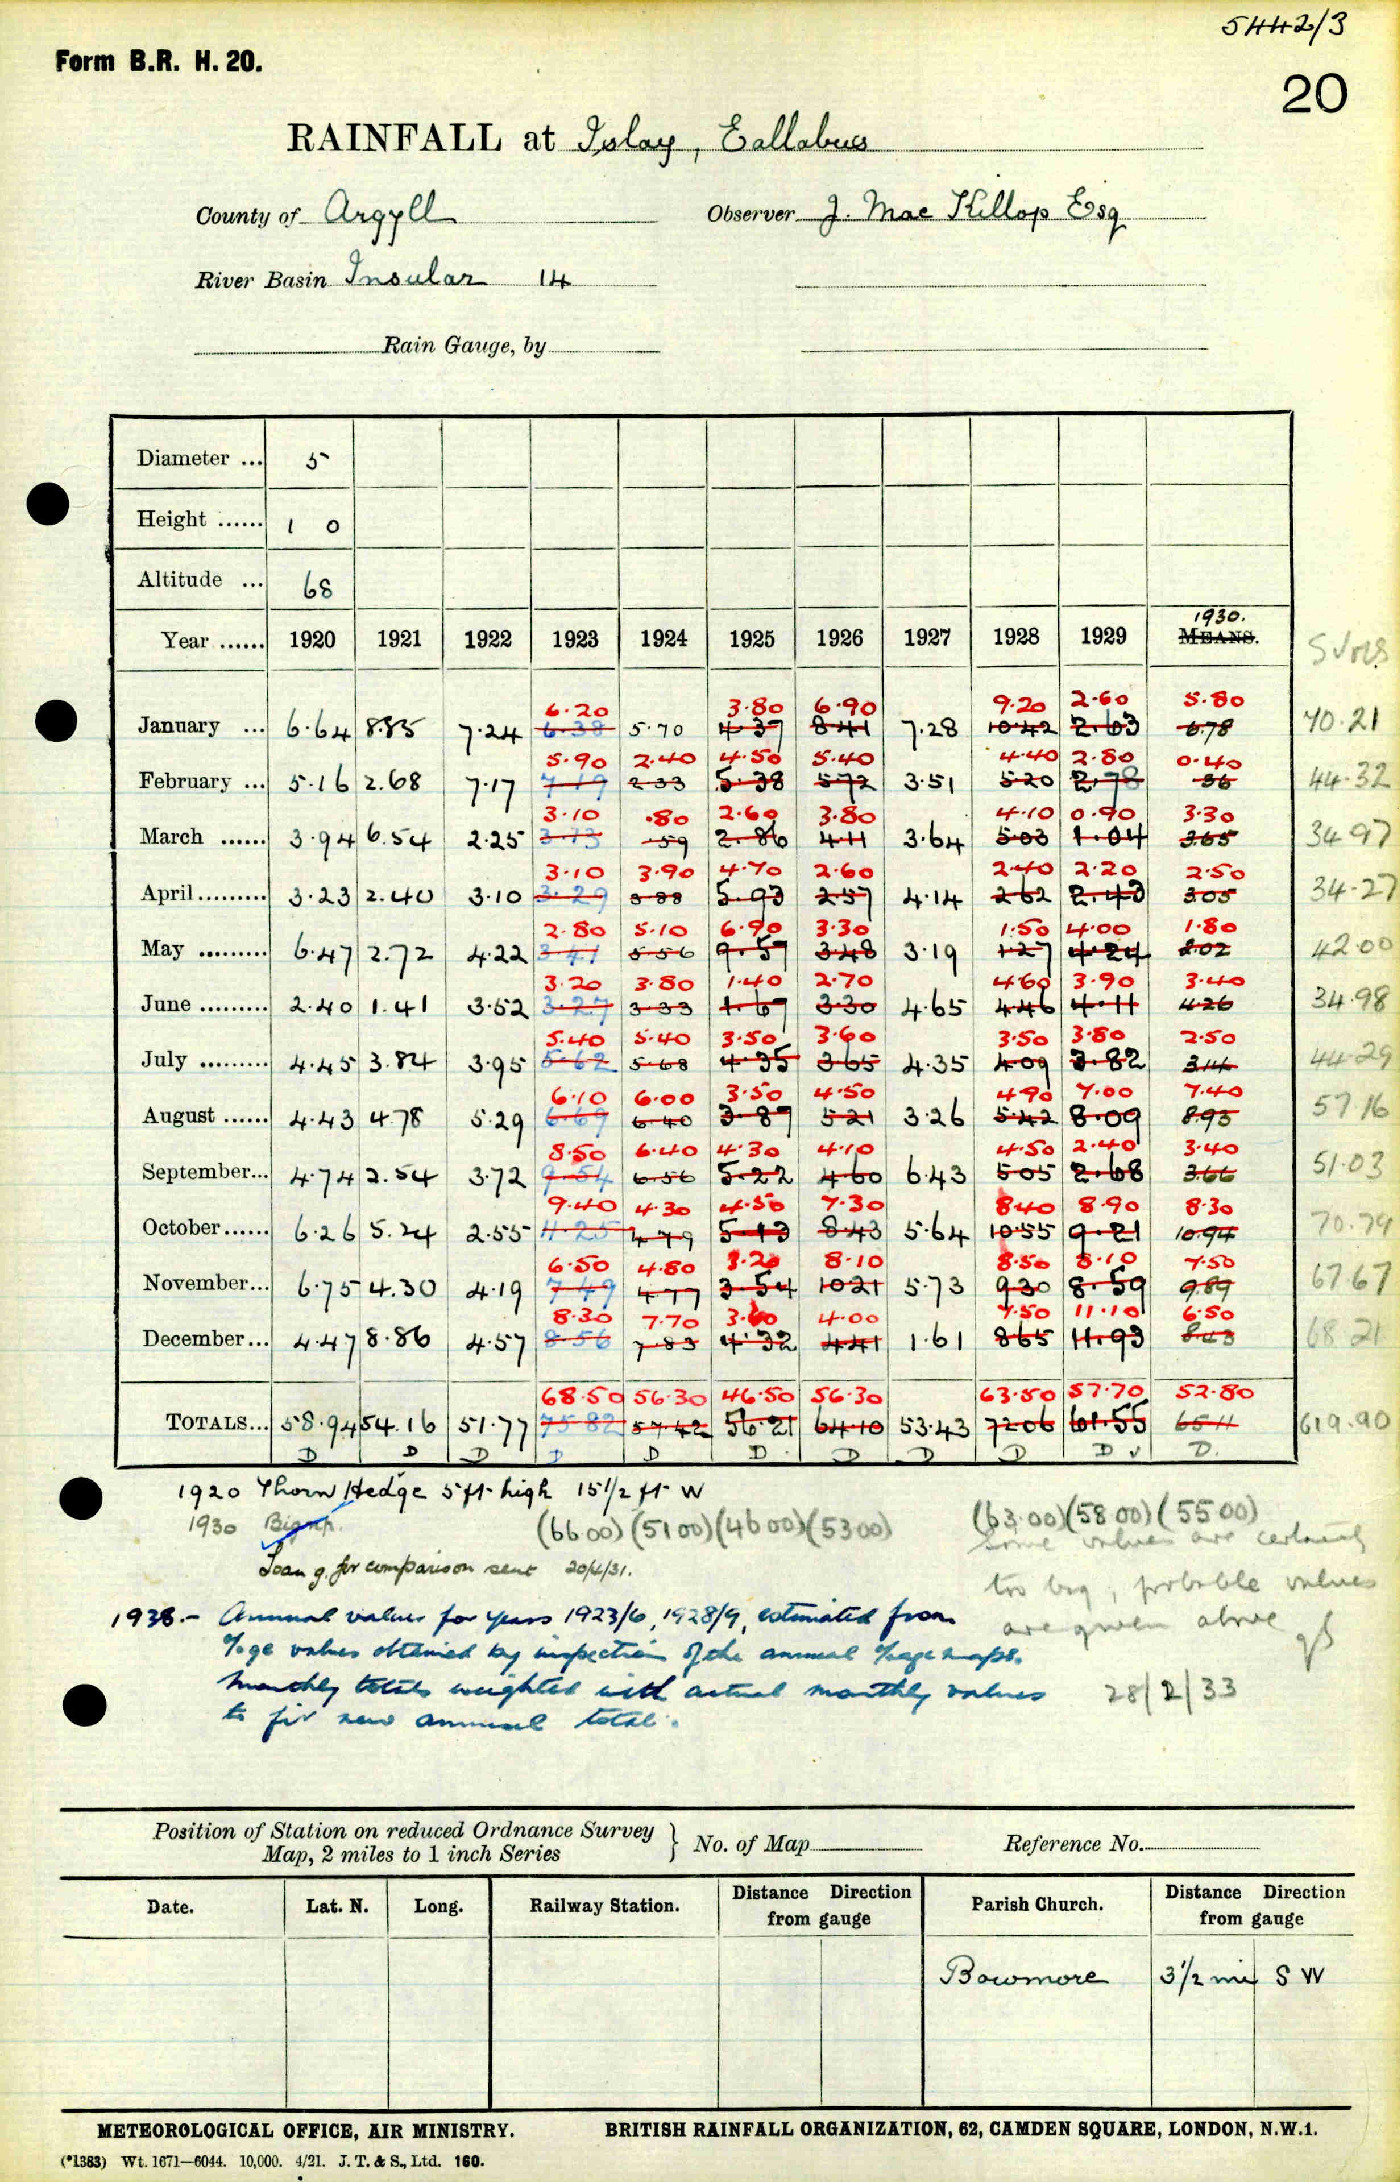 5442/3
Form B.R. H. 20.
20
RAINFALL at Islay, Eallabus
County of Argyll Observer J. Mac Killop Esq
River Basin Insular 14
Rain Gauge, by
Diameter ... 5
Height ...... 1 0
Altitude ... 68
1930.
Year ...... 1920 1921 1922 1923 1924 1925 1926 1927 1928 1929 MEANS.
6.20 3.80 6.90 9.20 2.60 5.80
January ... 6.64 8.85 7.24 6.38 5.70 4.37 8.41 7.28 10.42 2.63 6.78 70.21
5.90 2.40 4.50 5.40 4.40 2.80 0.40
February ... 5.16 2.68 7.17 7.19 2.33 5.38 5.72 3.51 5.20 2.78 .36 44.32
3.10 .80 2.60 3.80 4.10 0.90 3.30
March ...... 3.94 6.54 2.25 3.73 .59 2.86 4.11 3.64 5.03 1.04 3.65 34.97
3.10 3.90 4.70 2.60 2.40 2.20 2.50
April ......... 3.23 2.40 3.10 3.29 3.88 5.93 2.57 4.14 2.62 2.43 3.05 34.27
2.80 5.10 6.90 3.30 1.50 4.00 1.80
May ......... 6.47 2.72 4.22 3.41 5.56 9.57 3.48 3.19 1.27 4.24 2.02 42.00
3.20 3.80 1.40 2.70 4.60 3.90 3.40
June ......... 2.40 1.41 3.52 3.27 3.33 1.67 3.30 4.65 4.46 4.11 4.26 34.98
5.40 5.40 3.50 3.60 3.50 3.80 2.50
July ......... 4.45 3.84 3.95 5.62 5.68 4.35 3.65 4.35 4.09 3.82 3.14 44.29
6.10 6.00 3.50 4.50 4.90 7.00 7.40
August ...... 4.43 4.78 5.29 6.69 6.40 3.87 5.21 3.26 5.42 8.09 8.93 57.16
8.50 6.40 4.30 4.10 4.50 2.40 3.40
September... 4.74 2.54 3.72 9.54 6.56 5.22 4.60 6.43 5.05 2.68 3.66 51.03
9.40 4.30 4.50 7.30 8.40 8.90 8.30
October...... 6.26 5.24 2.55 11.25 4.79 5.13 8.43 5.64 10.55 9.21 10.94 70.79
6.50 4.80 3.20 8.10 8.50 8.10 7.50
November... 6.75 4.30 4.19 7.49 4.77 3.54 10.21 5.73 9.30 8.59 9.89 67.67
8.30 7.70 3.60 4.00 7.50 11.10 6.50
December... 4.47 8.86 4.57 8.56 7.83 4.32 4.41 1.61 8.65 11.93 8.43 68.21
68.50 56.30 46.50 56.30 63.50 57.70 52.80
TOTALS... 58.94 54.16 51.77 75.82 57.42 56.21 64.10 53.43 72.06 61.55 65.11 619.90
D D D D D D D D D D
1920 Thorn Hedge 5 ft high 15 1/2 ft W
1930 (66 00) (51 00) (46 00) (53 00) (63.00) (58 00) (55 00)
Some values are certainly
Loan g. for comparison sent 20/4/31.
too big, probable values
are given above
1938.- Annual values for years 1923/6, 1928/9, estimated from
%age values obtained by inspection of the annual %age maps.
Monthly totals weighted with actual monthly values
to fix new annual total.
28/2/33
Position of Station on reduced Ordnance Survey
Map, 2 miles to 1 inch Series } No. of Map Reference No.
Date. Lat. N. Long. Railway Station. Distance Direction from gauge Parish Church. Distance Direction from gauge
Bowmore 3 1/2 mi S W
METEOROLOGICAL OFFICE, AIR MINISTRY. BRITISH RAINFALL ORGANIZATION, 62, CAMDEN SQUARE, LONDON, N.W.1.
(*1383) Wt. 1671—6044. 10,000. 4/21. J. T. & S., Ltd. 160.